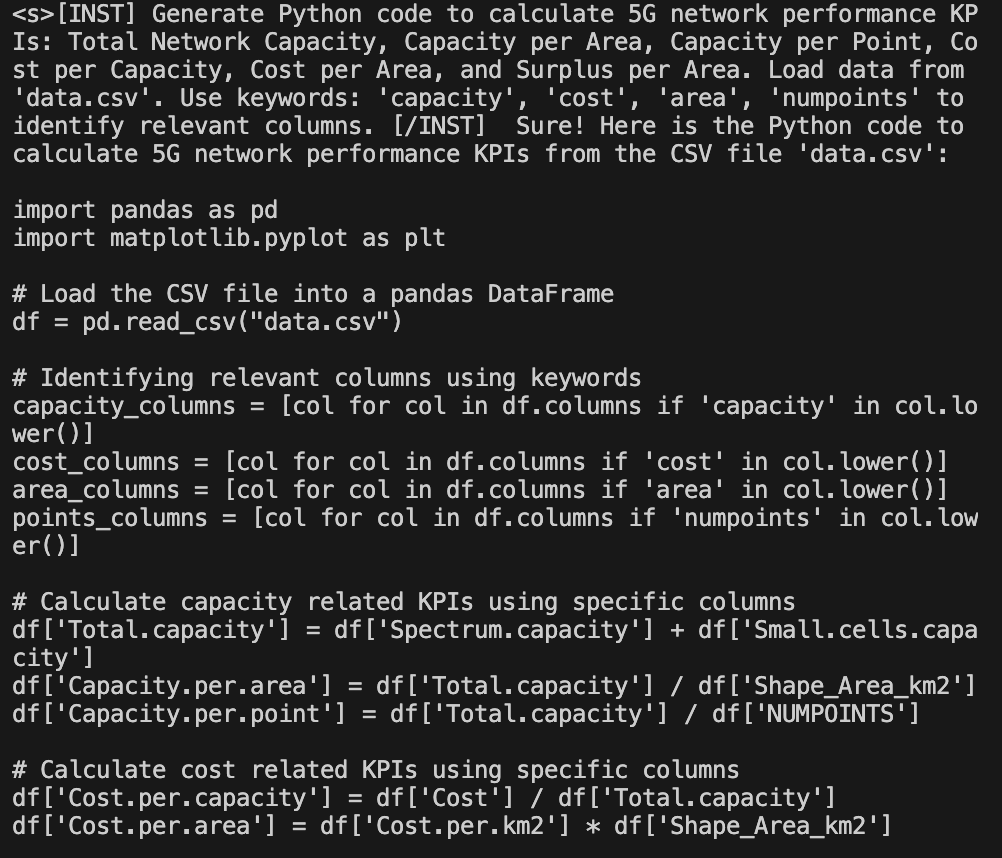 <s>[INST] Generate Python code to calculate 5G network performance KP
Is: Total Network Capacity, Capacity per Area, Capacity per Point, Co
st per Capacity, Cost per Area, and Surplus per Area. Load data from
'data.csv'. Use keywords: 'capacity', 'cost', 'area', 'numpoints' to
identify relevant columns. [/INST]  Sure! Here is the Python code to
calculate 5G network performance KPIs from the CSV file 'data.csv':

import pandas as pd
import matplotlib.pyplot as plt

# Load the CSV file into a pandas DataFrame
df = pd.read_csv("data.csv")

# Identifying relevant columns using keywords
capacity_columns = [col for col in df.columns if 'capacity' in col.lo
wer()]
cost_columns = [col for col in df.columns if 'cost' in col.lower()]
area_columns = [col for col in df.columns if 'area' in col.lower()]
points_columns = [col for col in df.columns if 'numpoints' in col.low
er()]

# Calculate capacity related KPIs using specific columns
df['Total.capacity'] = df['Spectrum.capacity'] + df['Small.cells.capa
city']
df['Capacity.per.area'] = df['Total.capacity'] / df['Shape_Area_km2']
df['Capacity.per.point'] = df['Total.capacity'] / df['NUMPOINTS']

# Calculate cost related KPIs using specific columns
df['Cost.per.capacity'] = df['Cost'] / df['Total.capacity']
df['Cost.per.area'] = df['Cost.per.km2'] * df['Shape_Area_km2']